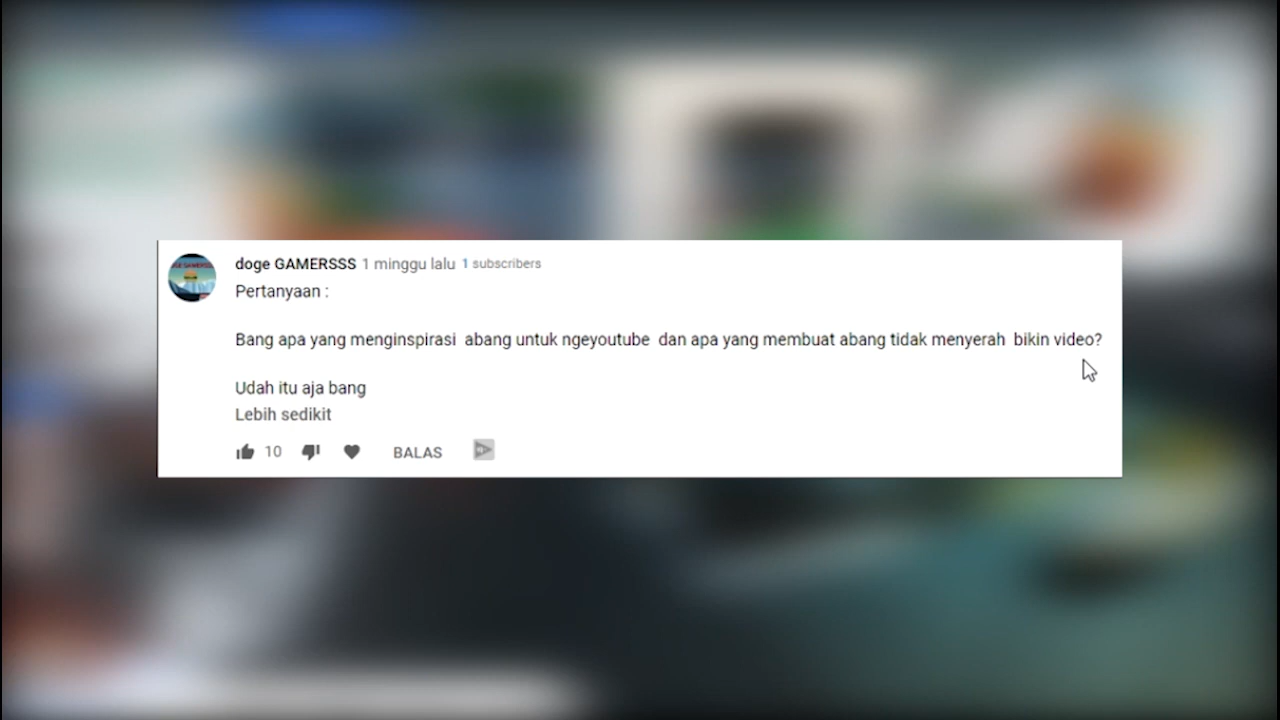 doge GAMERSSS 1 minggu lalu 1 subscribers
Pertanyaan :
Bang apa yang menginspirasi abang untuk ngeyoutube dan apa yang membuat abang tidak menyerah bikin video?
Udah itu aja bang
Lebih sedikit
10 BALAS